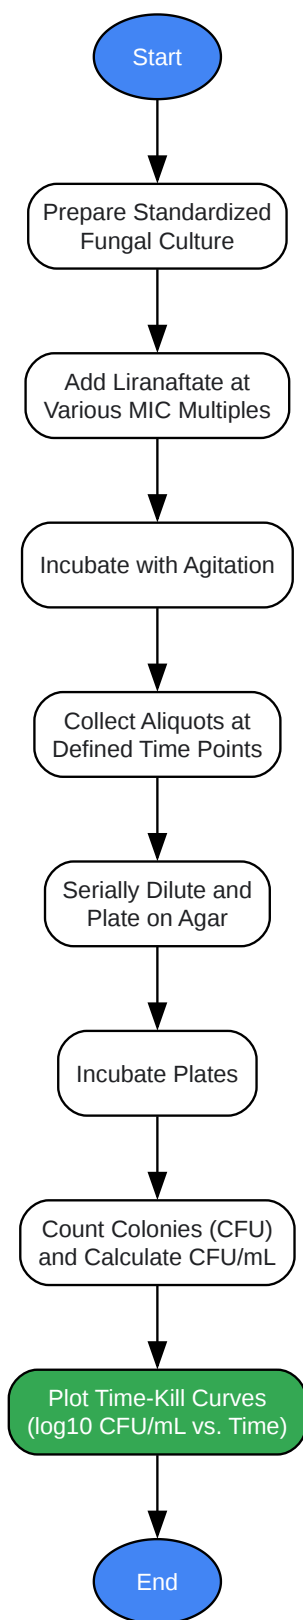 Start
Prepare Standardized
Fungal Culture
Add Liranaftate at
Various MIC Multiples
Incubate with Agitation
Collect Aliquots at
Defined Time Points
Serially Dilute and
Plate on Agar
Incubate Plates
Count Colonies (CFU)
and Calculate CFU/mL
Plot Time-Kill Curves
(log10 CFU/mL vs. Time)
End